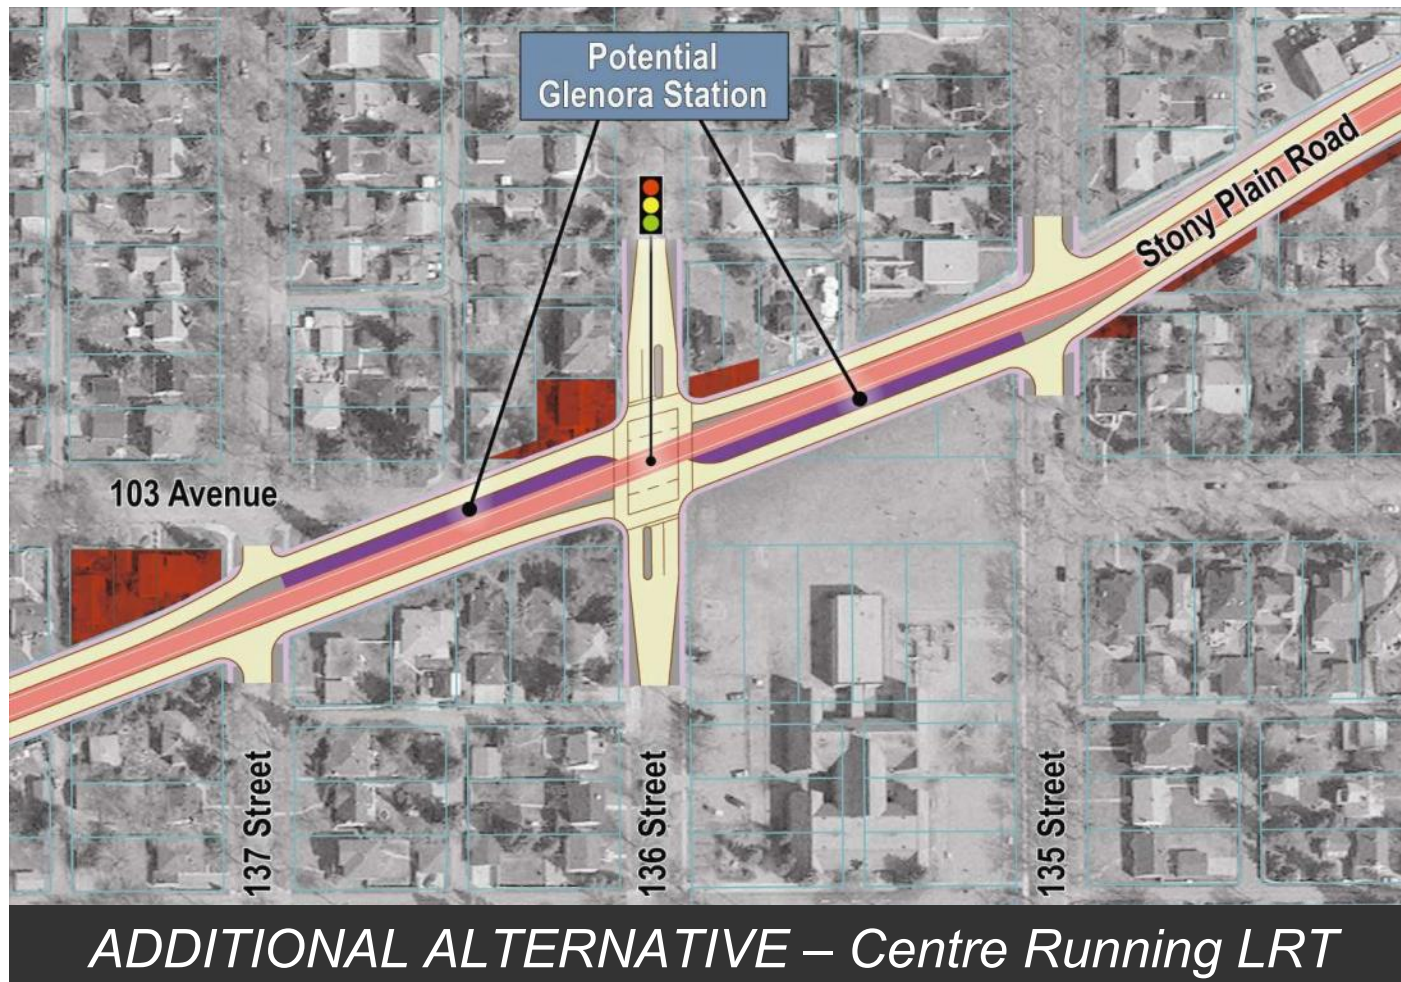 Potential
Glenora Station
Stony Plain Road
103 Avenue
137 Street
136 Street
135 Street
ADDITIONAL ALTERNATIVE – Centre Running LRT